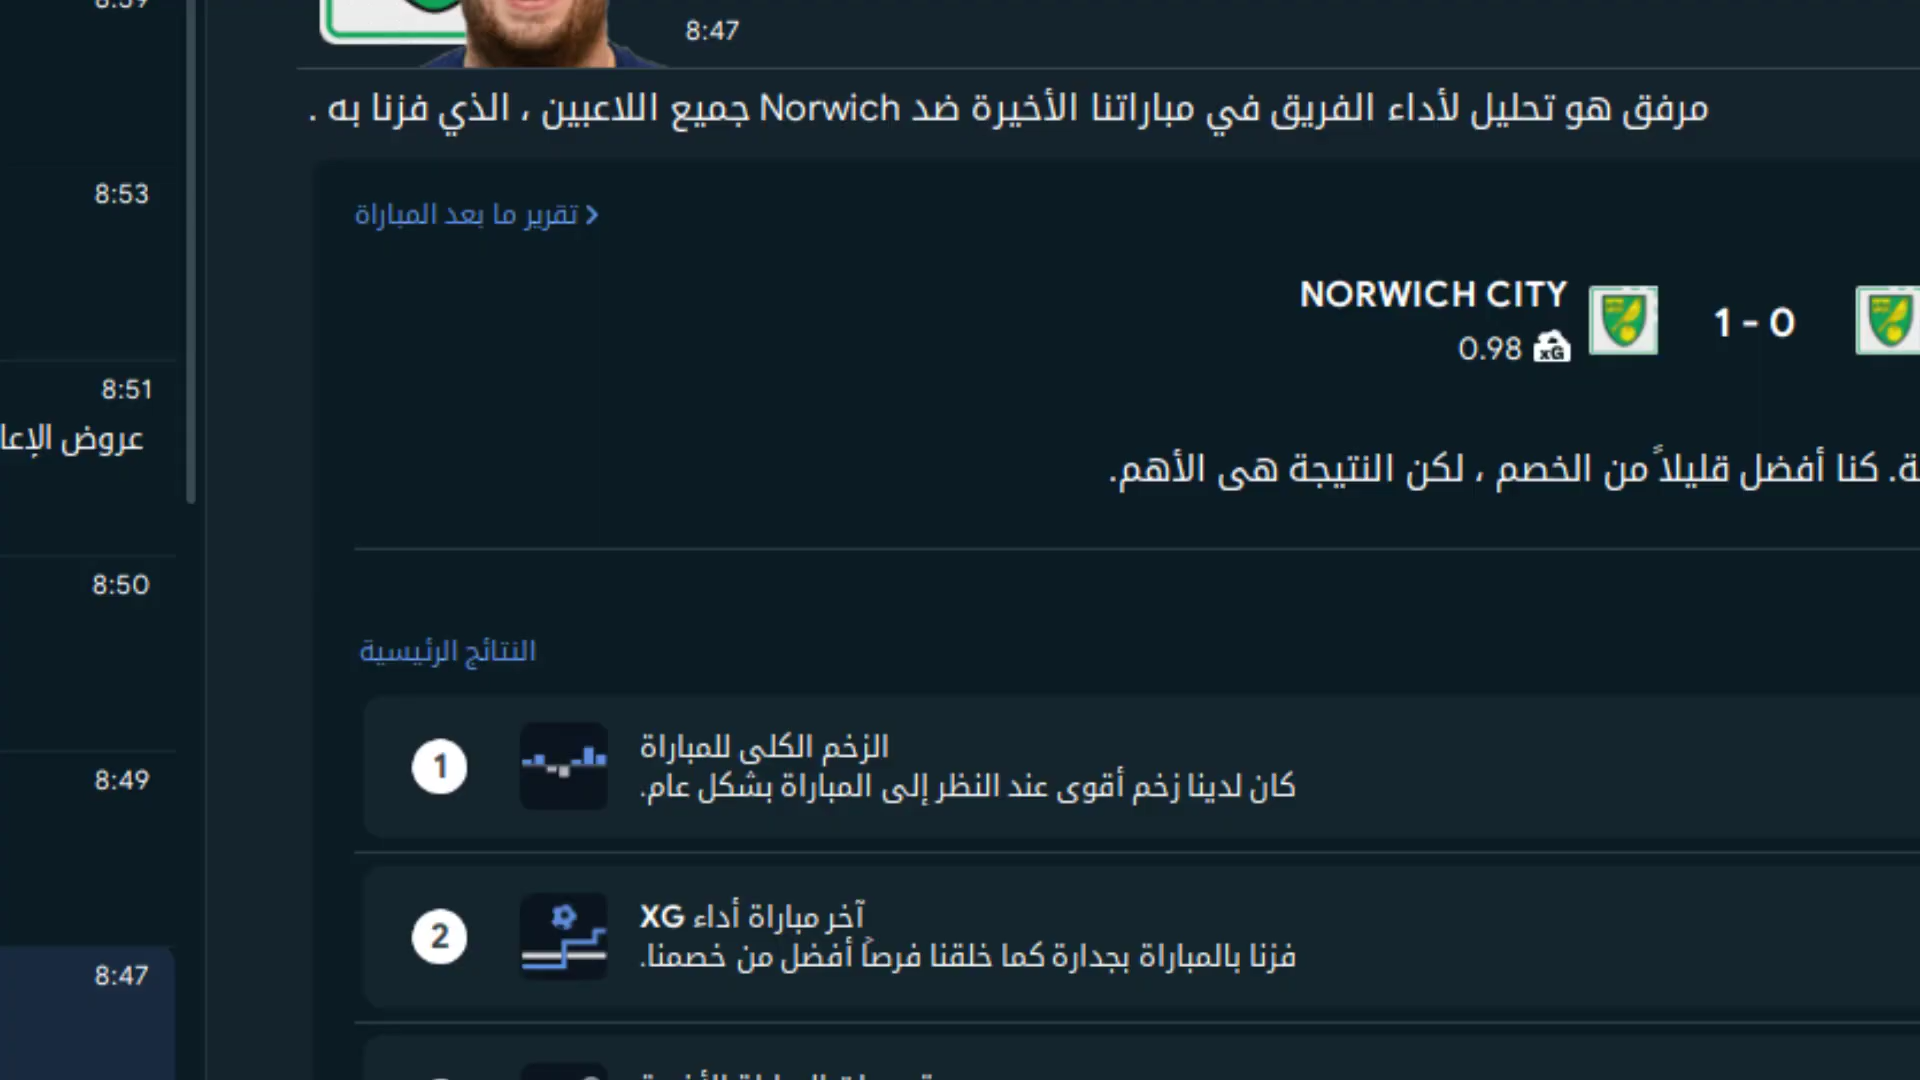 8:47
مرفق هو تحليل لأداء الفريق في مباراتنا الأخيرة ضد Norwich جميع اللاعبين ، الذي فزنا به .
8:53
تقرير ما بعد المباراة
NORWICH CITY
0.98 xG
1 - 0
8:51
عروض الإعا
كنا أفضل قليلاً من الخصم ، لكن النتيجة هى الأهم.
8:50
النتائج الرئيسية
1
الزخم الكلى للمباراة
كان لدينا زخم أقوى عند النظر إلى المباراة بشكل عام.
8:49
2
آخر مباراة أداء XG
فزنا بالمباراة بجدارة كما خلقنا فرصاً أفضل من خصمنا.
8:47